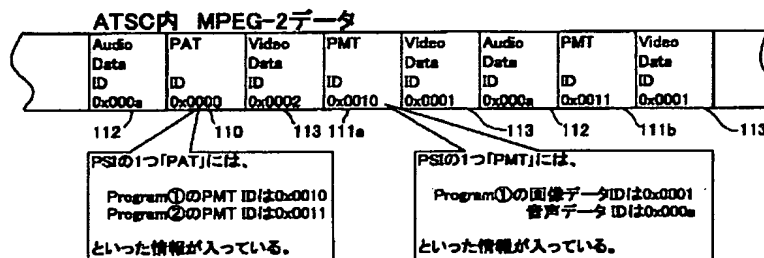 ATSC内 MPEG-2データ
Audio Data ID 0x000a
PAT ID 0x0000
Video Data ID 0x0002
PMT ID 0x0010
Video Data ID 0x0001
Audio Data ID 0x000a
PMT ID 0x0011
Video Data ID 0x0001
112
110
113
111a
113
112
111b
113
PSIの1つ「PAT」には、
Program①のPMT IDは0x0010
Program②のPMT IDは0x0011
といった情報が入っている。
PSIの1つ「PMT」には、
Program①の画像データIDは0x0001
音声データ IDは0x000a
といった情報が入っている。